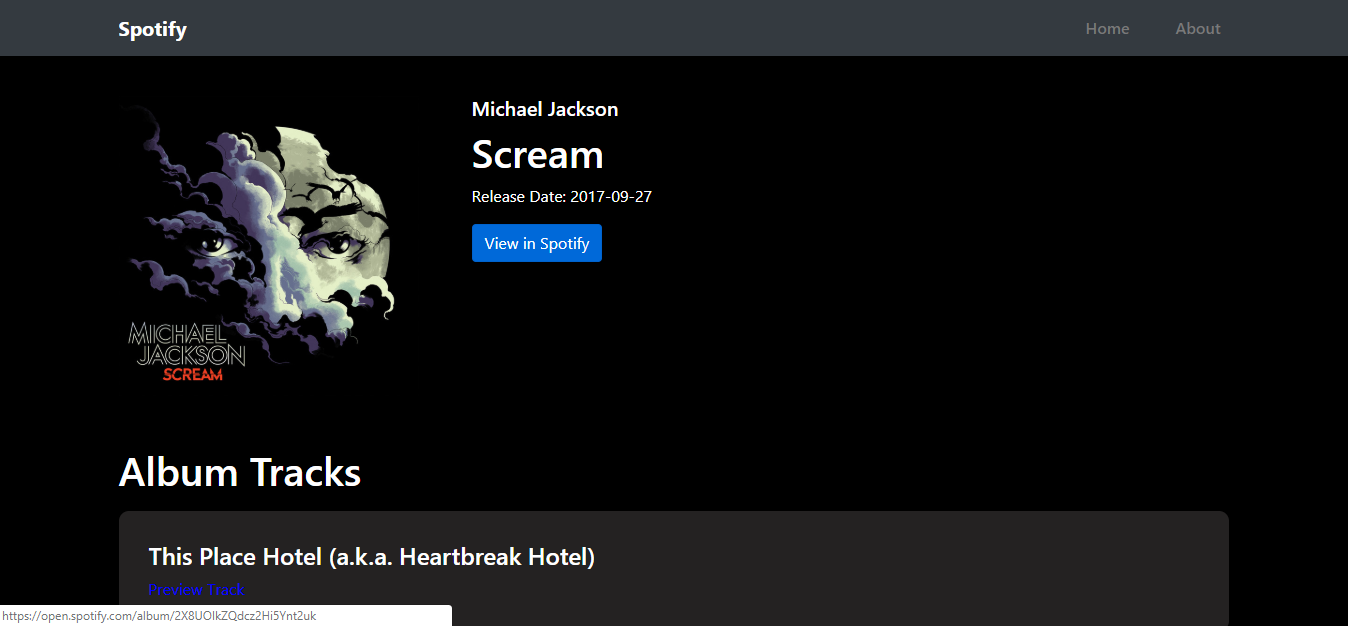 Spotify
Home
About
Michael Jackson
Scream
Release Date: 2017-09-27
View in Spotify
MICHAEL
JACKSON
SCREAM
Album Tracks
This Place Hotel (a.k.a. Heartbreak Hotel)
Preview Track
https://open.spotify.com/album/2X8UOlkZQdcz2Hi5Ynt2uk